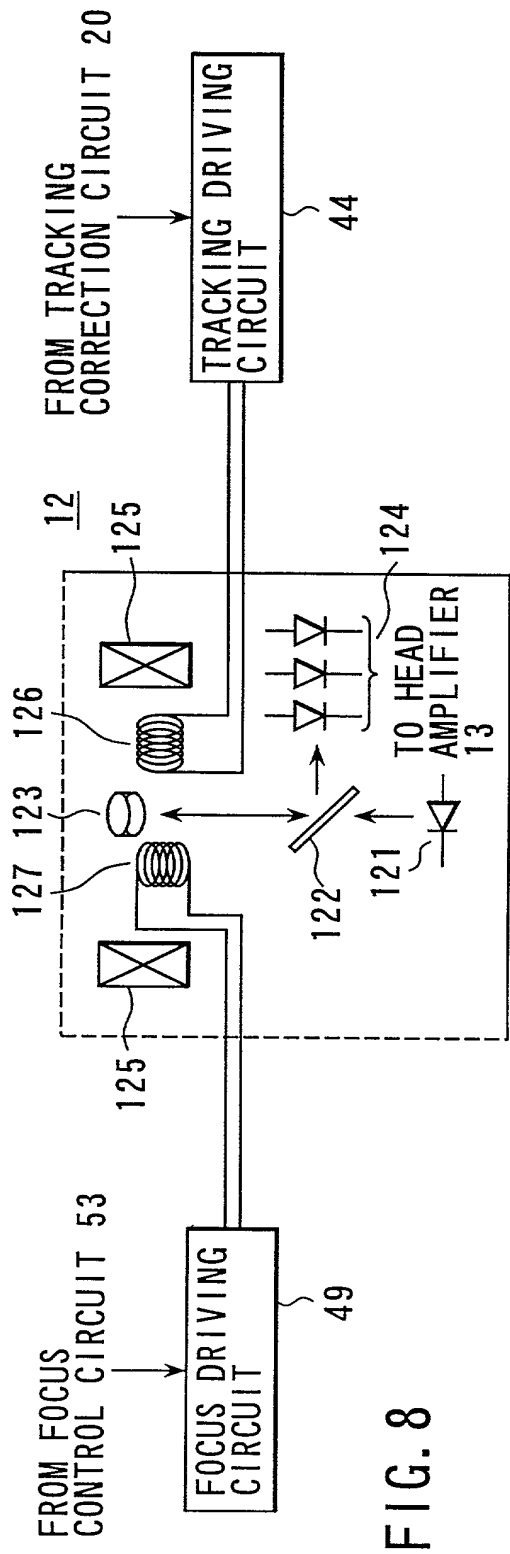 FROM FOCUS
CONTROL CIRCUIT 53
FOCUS DRIVING
CIRCUIT
49
125
127
123
126
125
12
122
121
TO HEAD
AMPLIFIER
13
124
FROM TRACKING
CORRECTION CIRCUIT 20
TRACKING DRIVING
CIRCUIT
44
FIG. 8